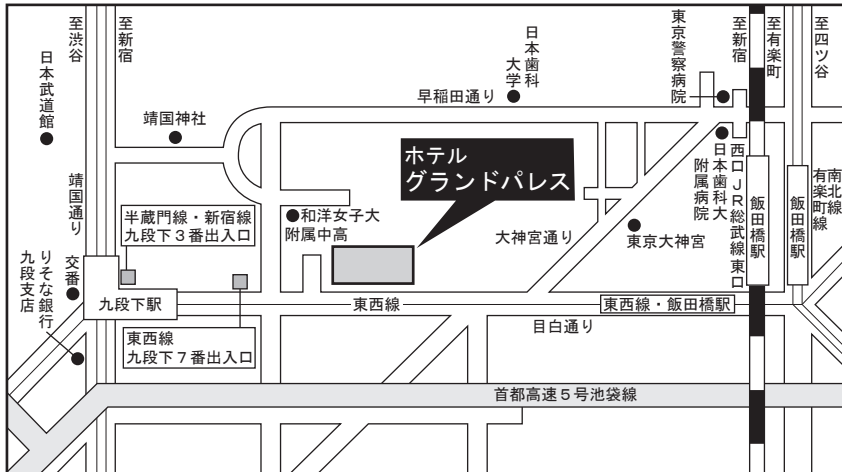 至渋谷
至新宿
日本武道館
靖国神社
早稲田通り
日本歯科
大学
東京警察病院
至新宿
至有楽町
至四ツ谷
ホテル
グランドパレス
靖国通り
半蔵門線・新宿線
九段下3番出入口
和洋女子大
附属中高
大神宮通り
東京大神宮
日本歯科大
附属病院
西口 JR総武線 東口
飯田橋駅
飯田橋駅
南北線
有楽町線
りそな銀行
九段支店
交番
九段下駅
東西線
東西線・飯田橋駅
目白通り
東西線
九段下7番出入口
首都高速5号池袋線